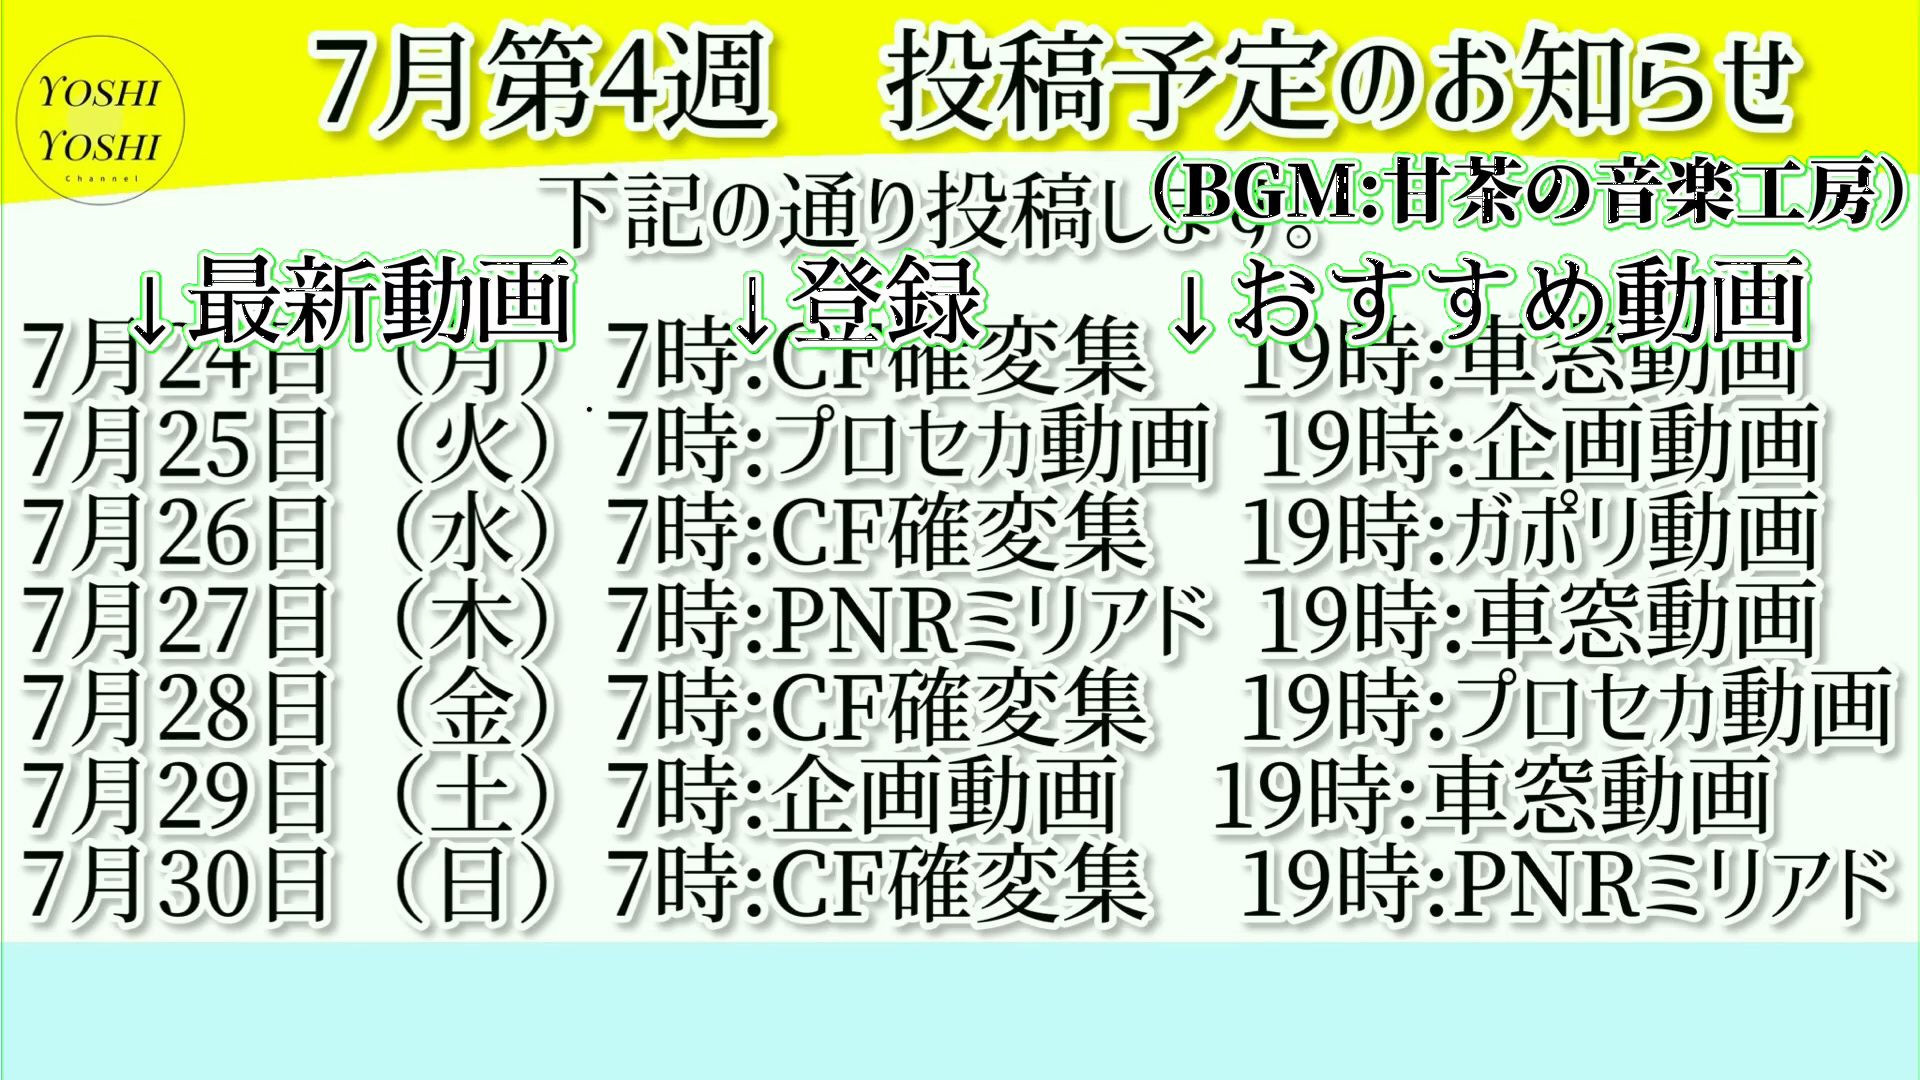 YOSHI
YOSHI
Channel
7月第4週　投稿予定のお知らせ
下記の通り投稿します。
（BGM:甘茶の音楽工房）
↓最新動画　↓登録　↓おすすめ動画
7月24日（月）7時:CF確変集　19時:車窓動画
7月25日（火）7時:プロセカ動画　19時:企画動画
7月26日（水）7時:CF確変集　19時:ガポリ動画
7月27日（木）7時:PNRミリアド　19時:車窓動画
7月28日（金）7時:CF確変集　19時:プロセカ動画
7月29日（土）7時:企画動画　19時:車窓動画
7月30日（日）7時:CF確変集　19時:PNRミリアド